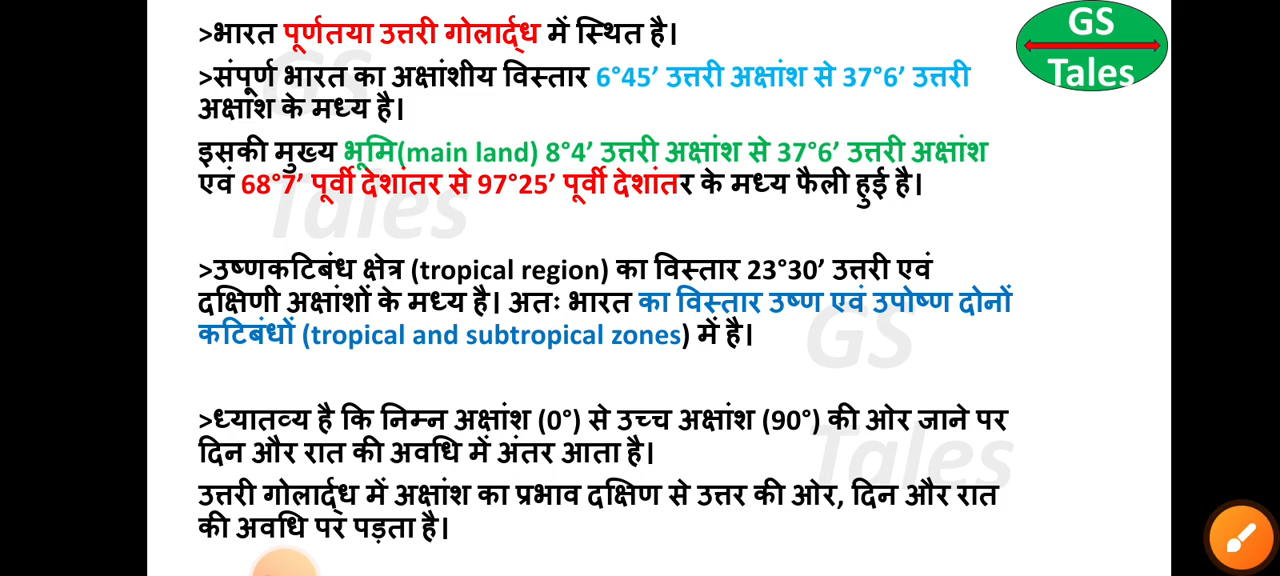 >भारत पूर्णतया उत्तरी गोलार्द्ध में स्थित है।
GS
Tales
>संपूर्ण भारत का अक्षांशीय विस्तार 6°45’ उत्तरी अक्षांश से 37°6’ उत्तरी
अक्षांश के मध्य है।
इसकी मुख्य भूमि(main land) 8°4’ उत्तरी अक्षांश से 37°6’ उत्तरी अक्षांश
एवं 68°7’ पूर्वी देशांतर से 97°25’ पूर्वी देशांतर के मध्य फैली हुई है।
GS
Tales
>उष्णकटिबंध क्षेत्र (tropical region) का विस्तार 23°30’ उत्तरी एवं
दक्षिणी अक्षांशों के मध्य है। अतः भारत का विस्तार उष्ण एवं उपोष्ण दोनों
कटिबंधों (tropical and subtropical zones) में है।
GS
Tales
>ध्यातव्य है कि निम्न अक्षांश (0°) से उच्च अक्षांश (90°) की ओर जाने पर
दिन और रात की अवधि में अंतर आता है।
उत्तरी गोलार्द्ध में अक्षांश का प्रभाव दक्षिण से उत्तर की ओर, दिन और रात
की अवधि पर पड़ता है।